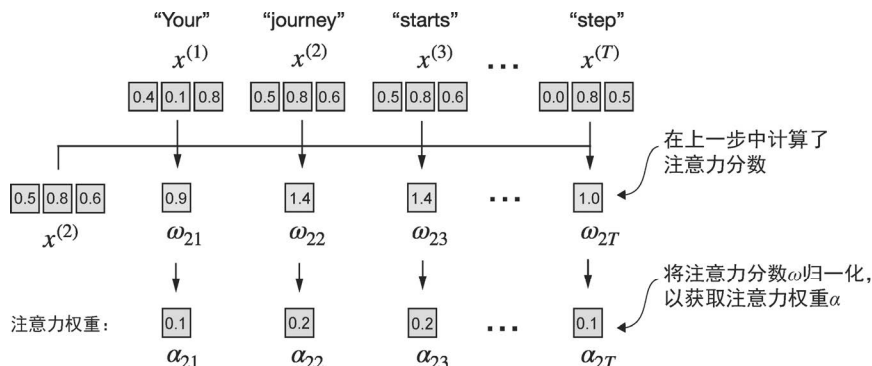 “Your” “journey” “starts” “step”
x(1) x(2) x(3) ... x(T)
0.4 0.1 0.8 0.5 0.8 0.6 0.5 0.8 0.6 0.0 0.8 0.5
在上一步中计算了
注意力分数
0.5 0.8 0.6 0.9 1.4 1.4 ... 1.0
x(2) ω21 ω22 ω23 ω2T
将注意力分数ω归一化，
以获取注意力权重α
注意力权重： 0.1 0.2 0.2 ... 0.1
α21 α22 α23 α2T